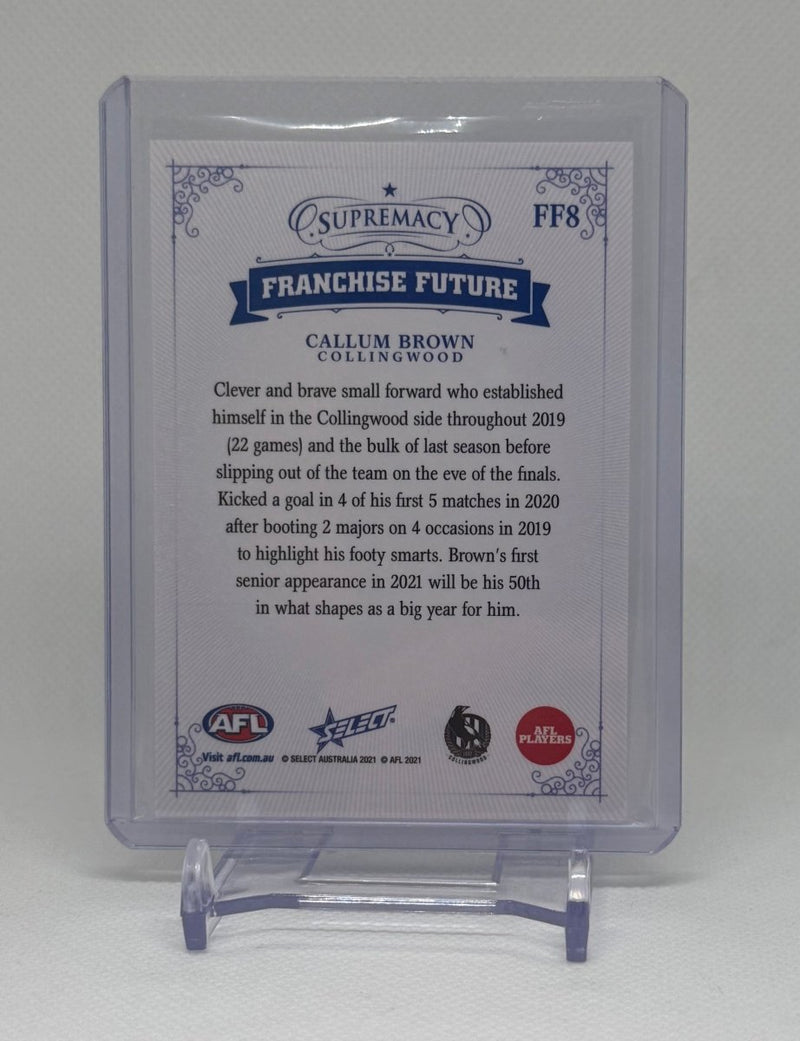 SUPREMACY
FF8
FRANCHISE FUTURE
CALLUM BROWN
COLLINGWOOD
Clever and brave small forward who established
himself in the Collingwood side throughout 2019
(22 games) and the bulk of last season before
slipping out of the team on the eve of the finals.
Kicked a goal in 4 of his first 5 matches in 2020
after booting 2 majors on 4 occasions in 2019
to highlight his footy smarts. Brown's first
senior appearance in 2021 will be his 50th
in what shapes as a big year for him.
AFL
SELECT
COLLINGWOOD
AFL
PLAYERS
Visit afl.com.au © SELECT AUSTRALIA 2021 © AFL 2021